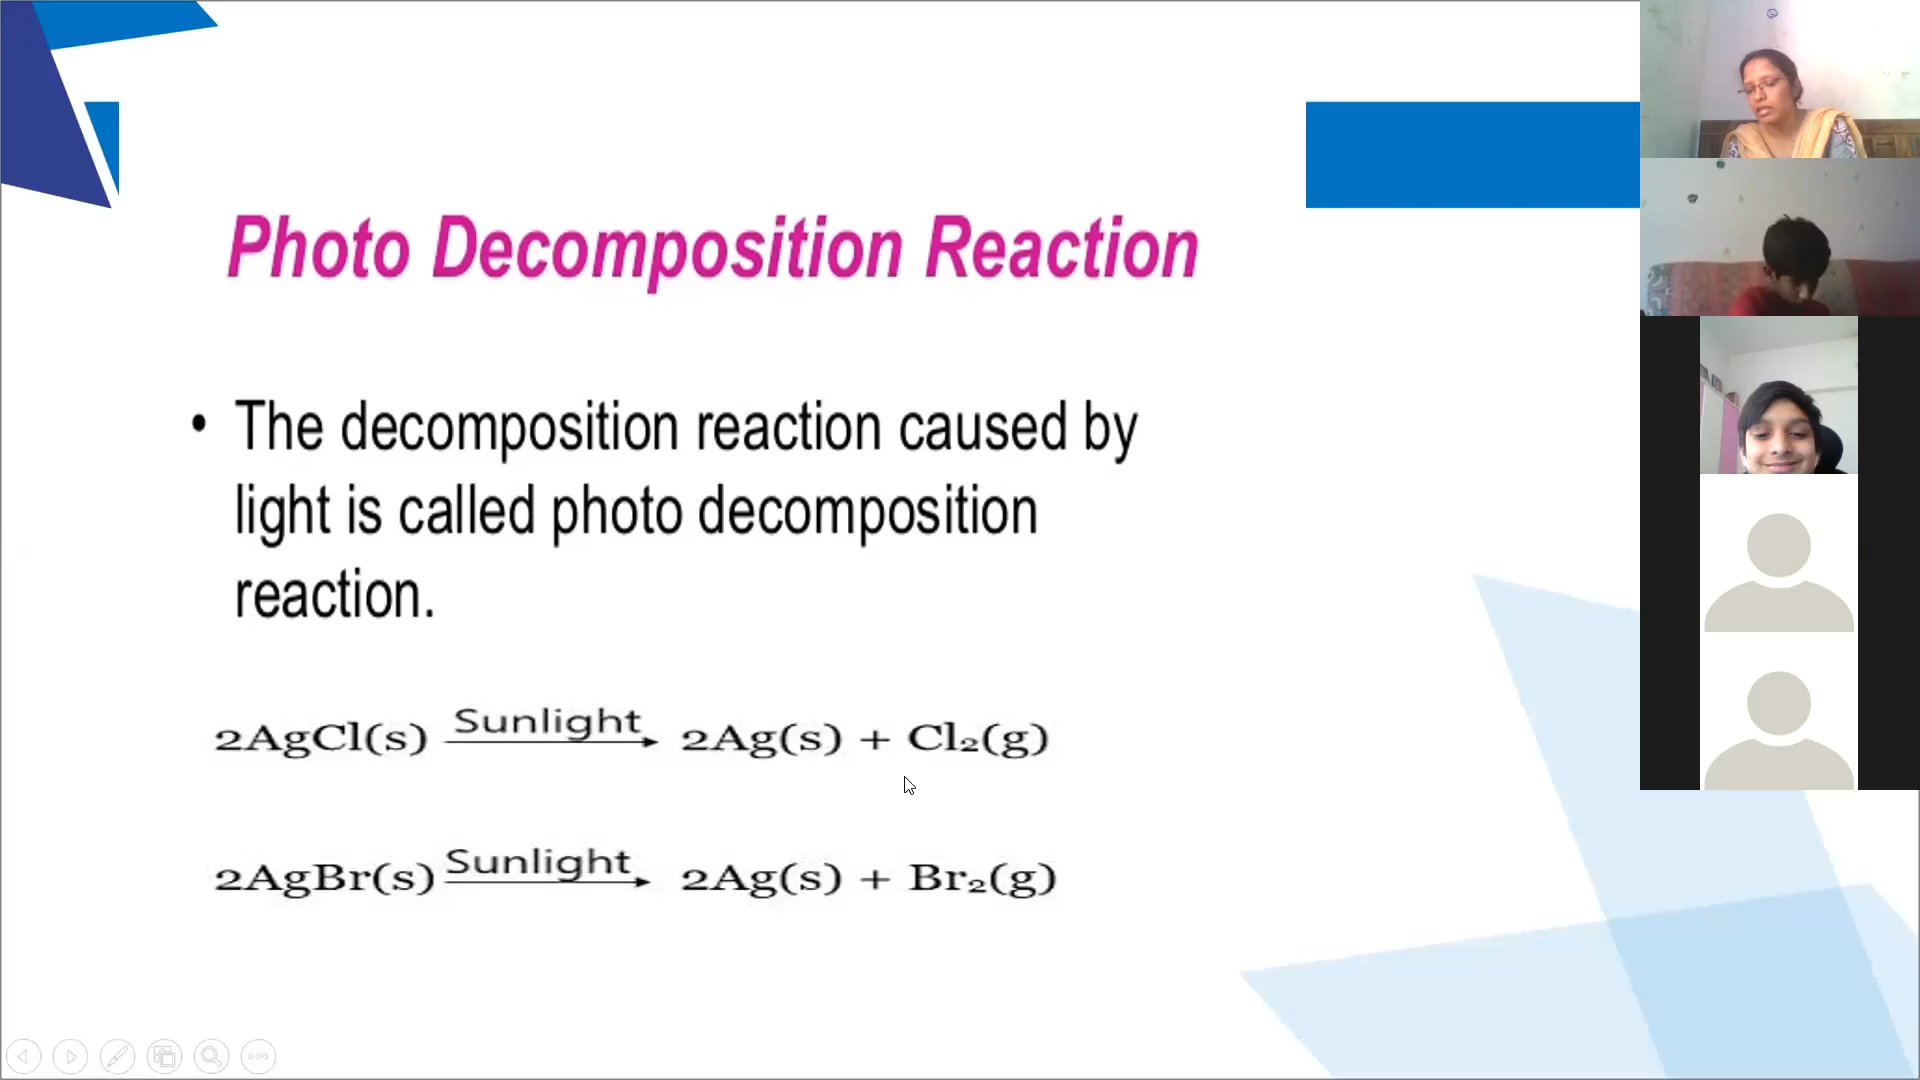 Photo Decomposition Reaction
• The decomposition reaction caused by
light is called photo decomposition
reaction.
2AgCl(s) Sunlight→ 2Ag(s) + Cl₂(g)
2AgBr(s) Sunlight→ 2Ag(s) + Br₂(g)